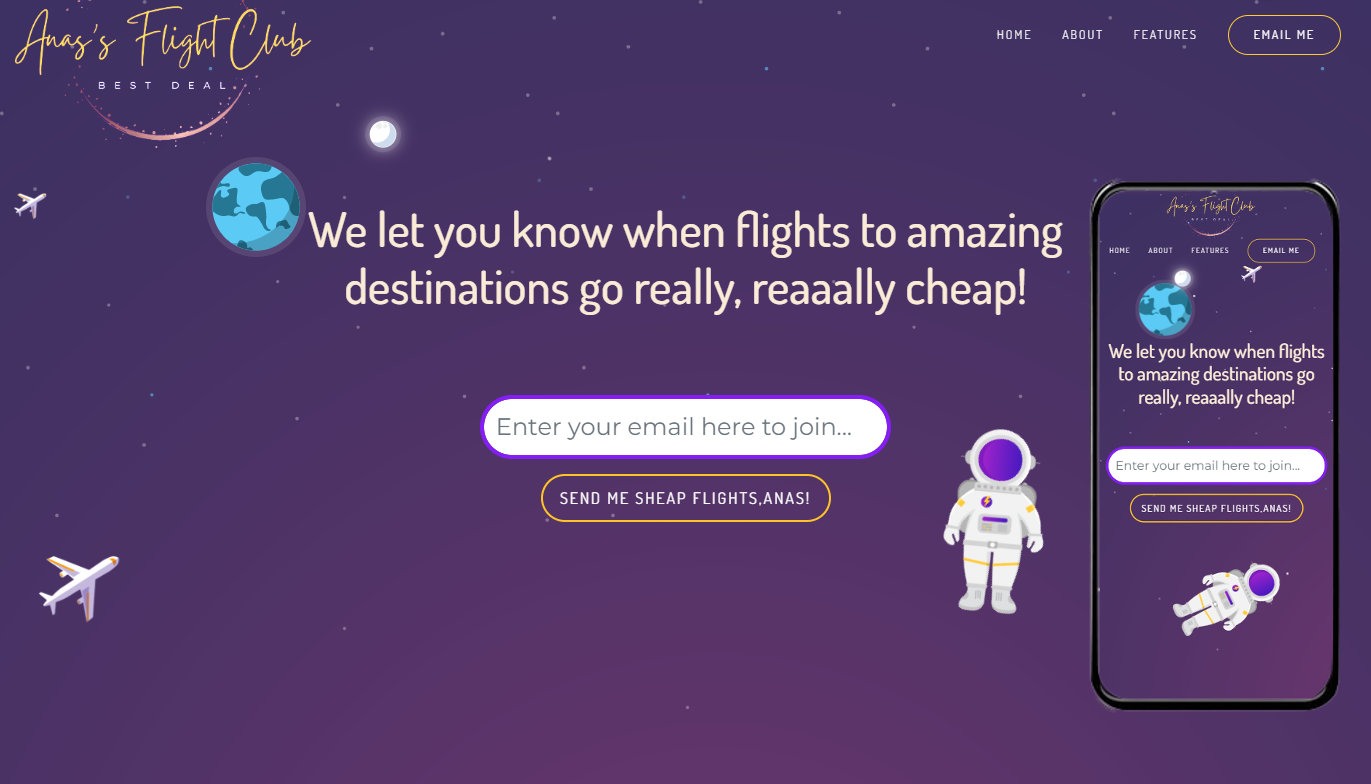 Anas's Flight Club
BEST DEAL
HOME ABOUT FEATURES EMAIL ME
We let you know when flights to amazing
destinations go really, reaaally cheap!
Enter your email here to join...
SEND ME SHEAP FLIGHTS,ANAS!
Anas's Flight Club
BEST DEAL
HOME ABOUT FEATURES EMAIL ME
We let you know when flights
to amazing destinations go
really, reaaally cheap!
Enter your email here to join...
SEND ME SHEAP FLIGHTS,ANAS!